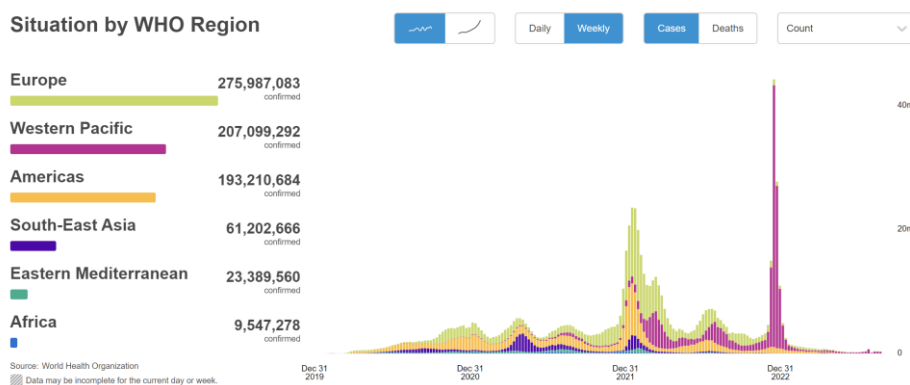 Situation by WHO Region
Daily
Weekly
Cases
Deaths
Count
Europe
275,987,083
confirmed
Western Pacific
207,099,292
confirmed
Americas
193,210,684
confirmed
South-East Asia
61,202,666
confirmed
Eastern Mediterranean
23,389,560
confirmed
Africa
9,547,278
confirmed
Source: World Health Organization
Data may be incomplete for the current day or week.
40m
20m
0
Dec 31
2019
Dec 31
2020
Dec 31
2021
Dec 31
2022